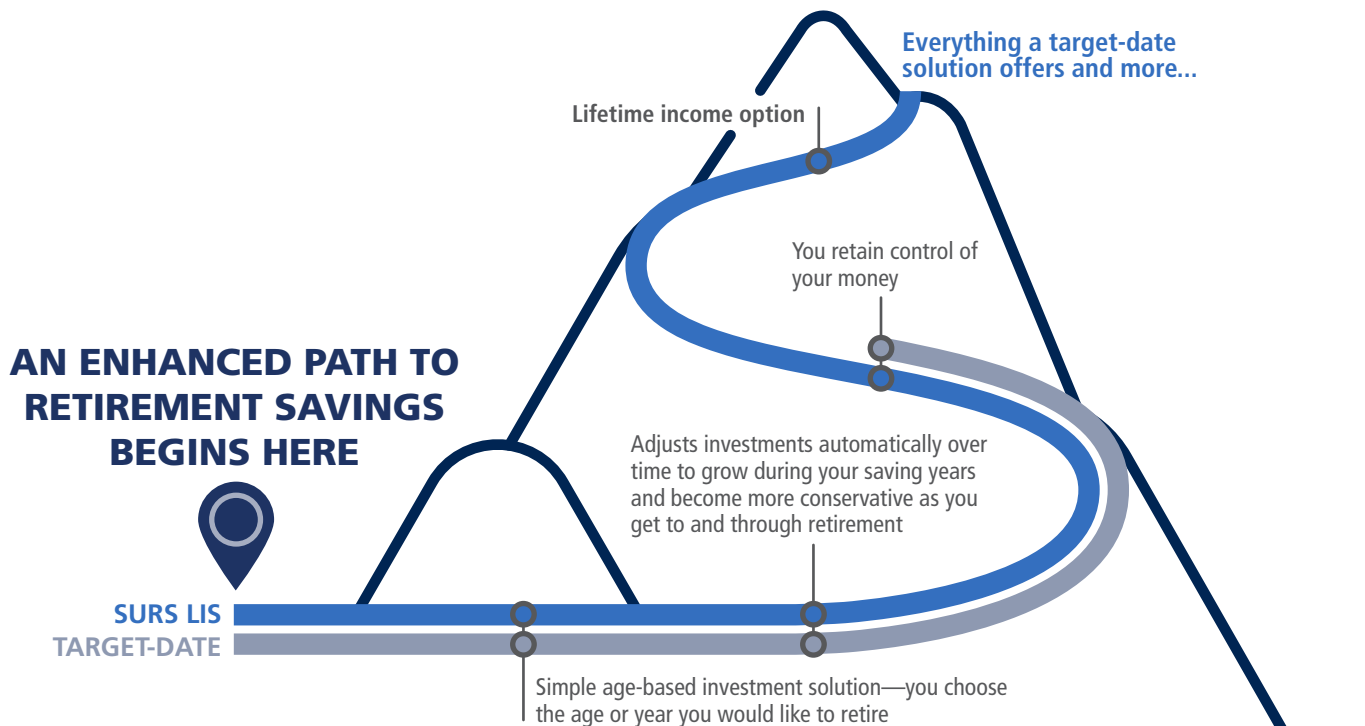 Everything a target-date
solution offers and more...
Lifetime income option
You retain control of
your money
AN ENHANCED PATH TO
RETIREMENT SAVINGS
BEGINS HERE
Adjusts investments automatically over
time to grow during your saving years
and become more conservative as you
get to and through retirement
SURS LIS
TARGET-DATE
Simple age-based investment solution—you choose
the age or year you would like to retire